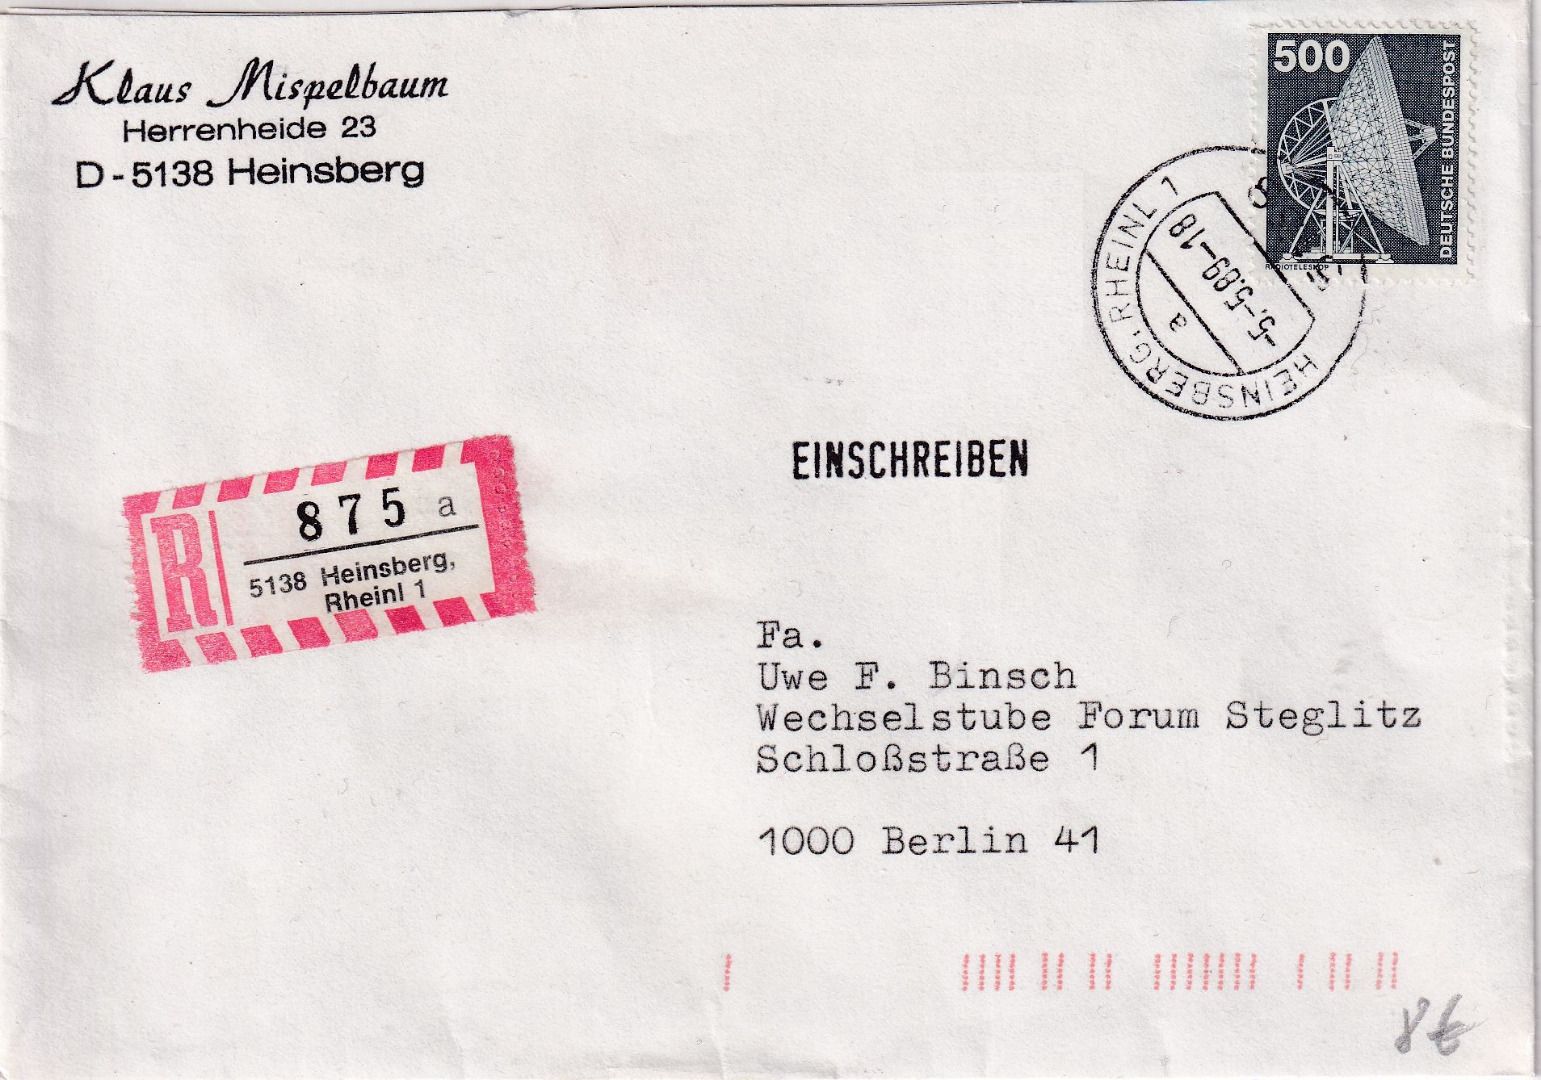 Klaus Mispelbaum
Herrenheide 23
D-5138 Heinsberg
500
DEUTSCHE BUNDESPOST
RADIOTELESKOP
HEINSBERG, RHEINL 1
-5.-5.89-18
a
EINSCHREIBEN
R
875 a
5138 Heinsberg,
Rheinl 1
Fa.
Uwe F. Binsch
Wechselstube Forum Steglitz
Schloßstraße 1
1000 Berlin 41
8€